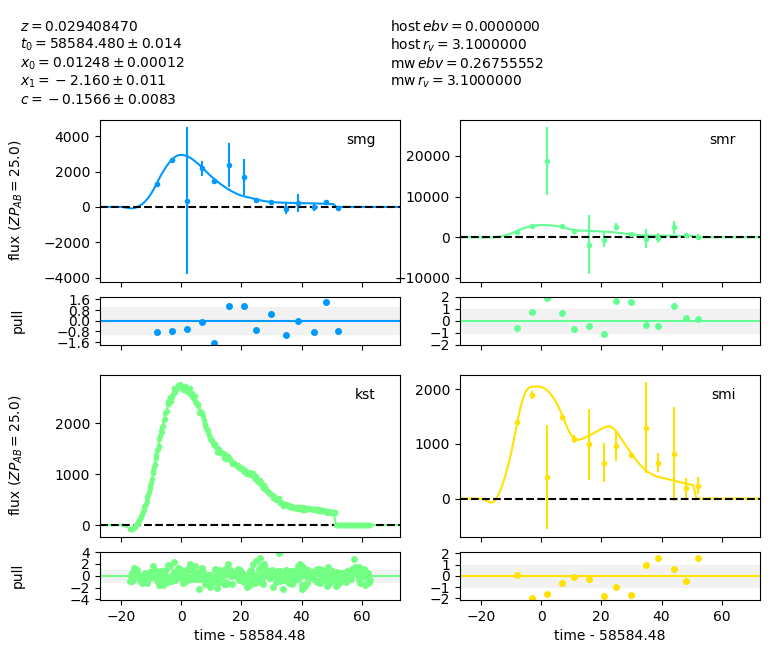 z = 0.029408470
t0 = 58584.480 ± 0.014
x0 = 0.01248 ± 0.00012
x1 = −2.160 ± 0.011
c = −0.1566 ± 0.0083
host ebv = 0.0000000
host rv = 3.1000000
mw ebv = 0.26755552
mw rv = 3.1000000
flux (ZPAB = 25.0)
4000
2000
0
−2000
−4000
smg
20000
10000
0
−10000
smr
pull
1.6
0.8
0.0
−0.8
−1.6
2
1
0
−1
−2
flux (ZPAB = 25.0)
2000
1000
0
kst
2000
1000
0
smi
pull
4
2
0
−2
−4
2
1
0
−1
−2
−20 0 20 40 60
−20 0 20 40 60
time - 58584.48
time - 58584.48